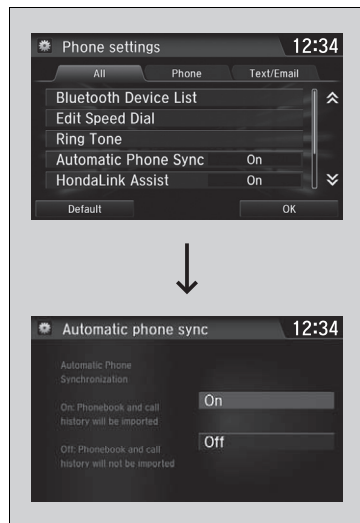 Phone settings 12:34
All Phone Text/Email
Bluetooth Device List
Edit Speed Dial
Ring Tone
Automatic Phone Sync On
HondaLink Assist On
Default OK
Automatic phone sync 12:34
Automatic Phone
Synchronization
On: Phonebook and call
history will be imported
Off: Phonebook and call
history will not be imported
On
Off